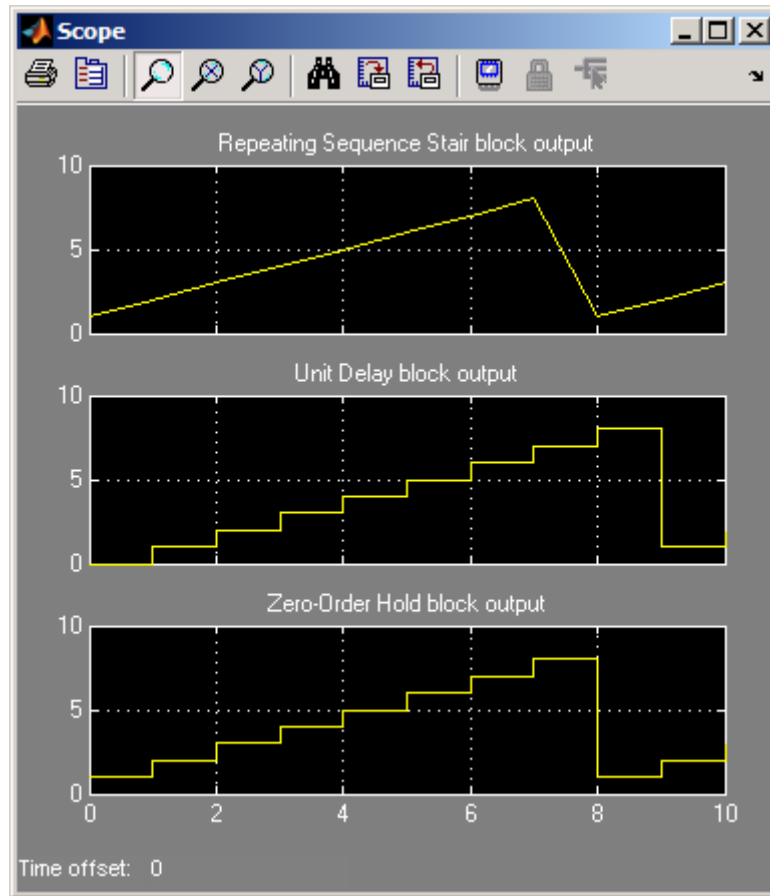 Scope
Repeating Sequence Stair block output
10
5
0
Unit Delay block output
10
5
0
Zero-Order Hold block output
10
5
0
0 2 4 6 8 10
Time offset: 0